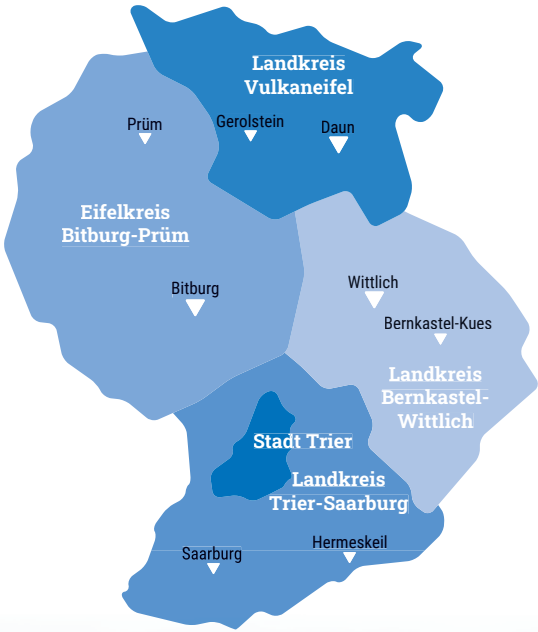 Landkreis
Vulkaneifel
Prüm
Gerolstein
Daun
Eifelkreis
Bitburg-Prüm
Bitburg
Wittlich
Bernkastel-Kues
Landkreis
Bernkastel-
Wittlich
Stadt Trier
Landkreis
Trier-Saarburg
Saarburg
Hermeskeil